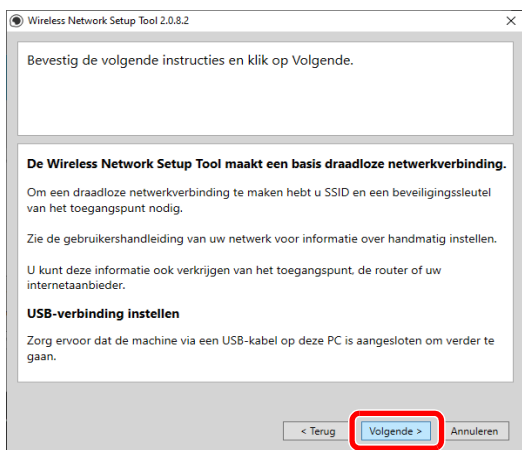 Wireless Network Setup Tool 2.0.8.2
Bevestig de volgende instructies en klik op Volgende.
De Wireless Network Setup Tool maakt een basis draadloze netwerkverbinding.
Om een draadloze netwerkverbinding te maken hebt u SSID en een beveiligingssleutel
van het toegangspunt nodig.
Zie de gebruikershandleiding van uw netwerk voor informatie over handmatig instellen.
U kunt deze informatie ook verkrijgen van het toegangspunt, de router of uw
internetaanbieder.
USB-verbinding instellen
Zorg ervoor dat de machine via een USB-kabel op deze PC is aangesloten om verder te
gaan.
< Terug Volgende > Annuleren